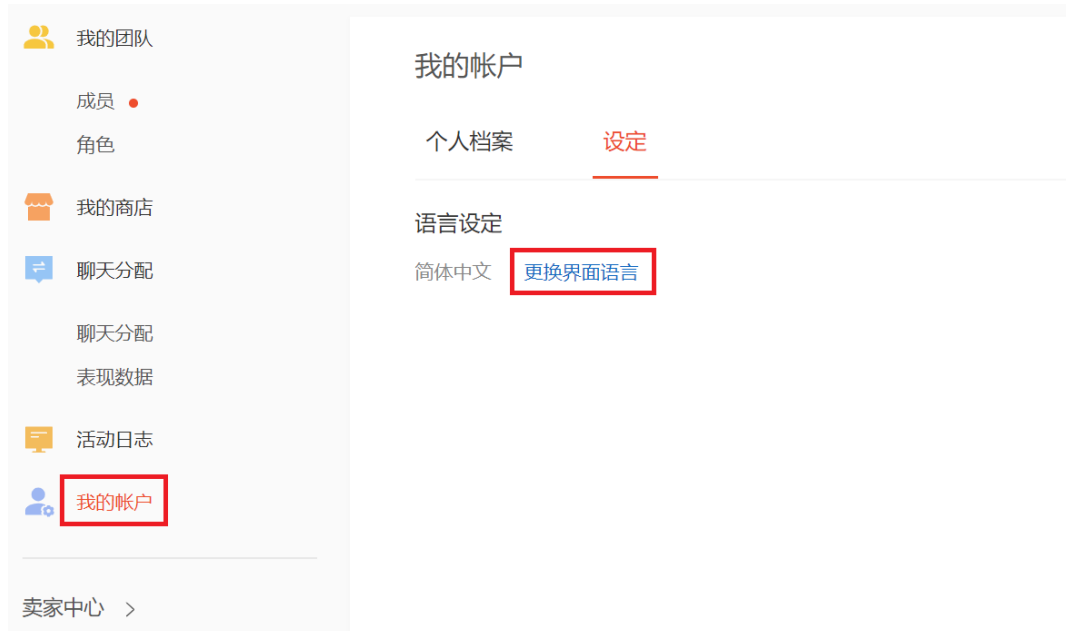 我的团队
成员
角色
我的商店
聊天分配
聊天分配
表现数据
活动日志
我的帐户
卖家中心
我的帐户
个人档案 设定
语言设定
简体中文 更换界面语言